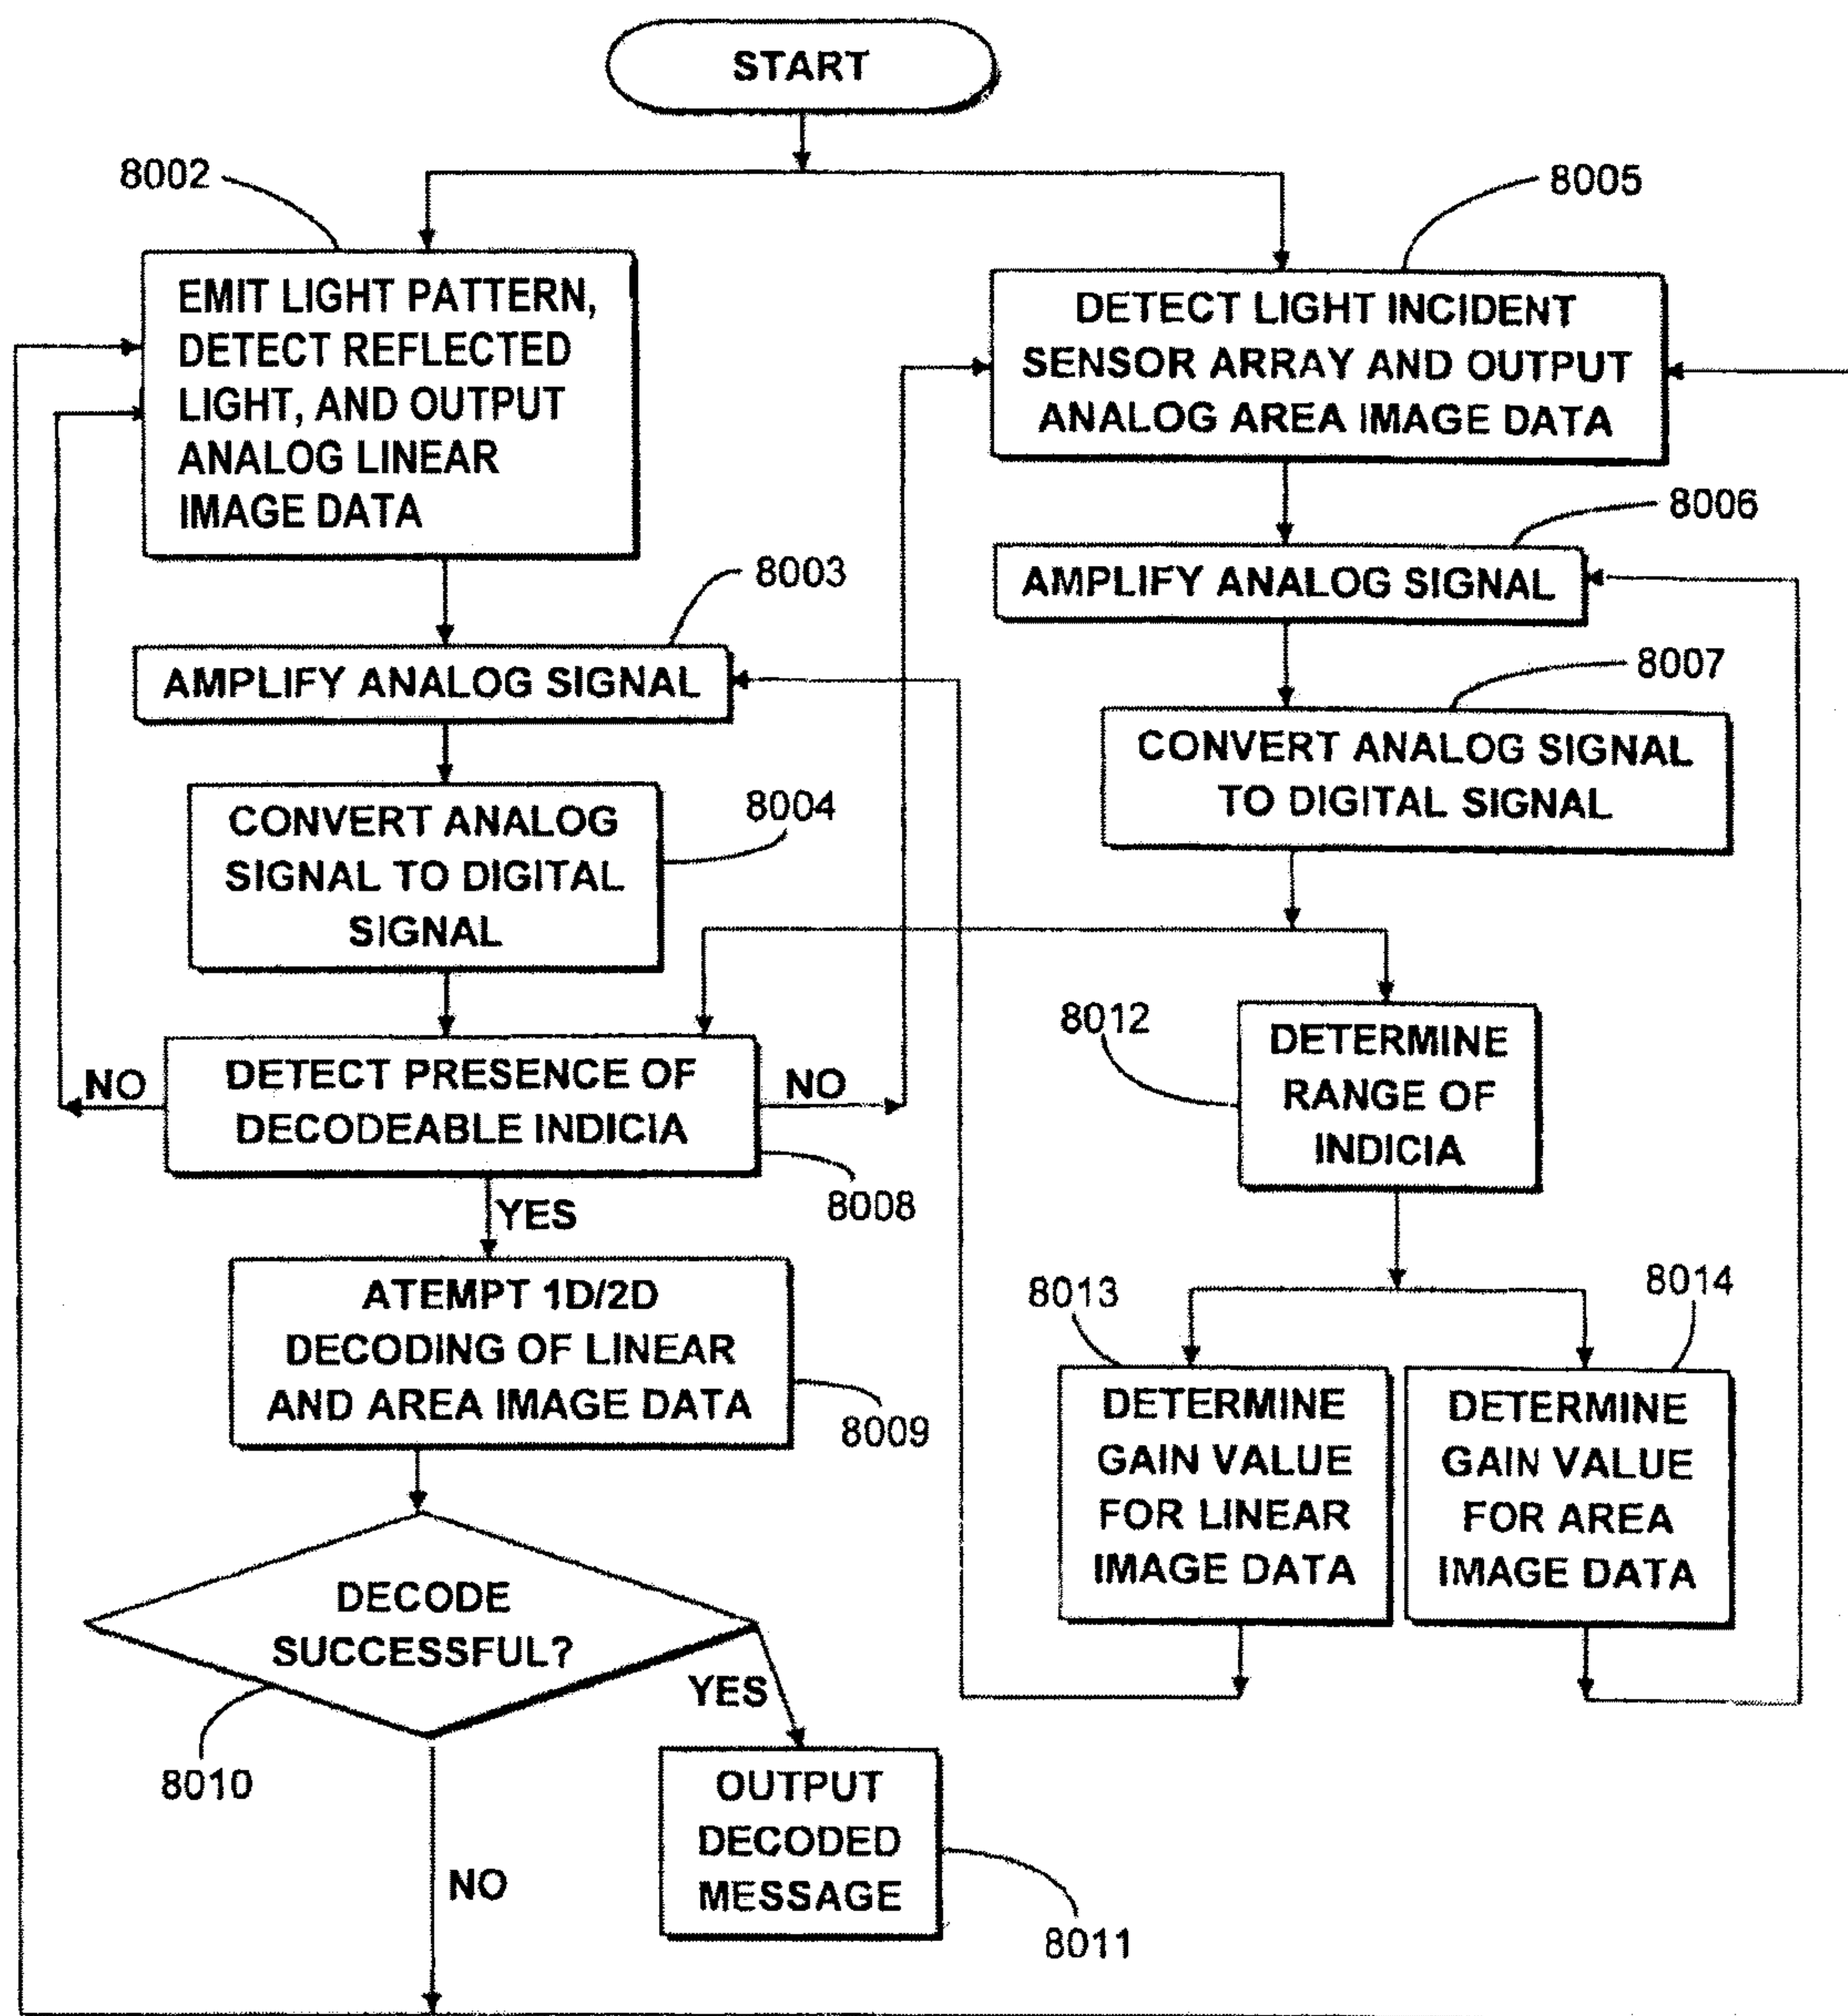 START
8002
8005
EMIT LIGHT PATTERN,
DETECT REFLECTED
LIGHT, AND OUTPUT
ANALOG LINEAR
IMAGE DATA
DETECT LIGHT INCIDENT
SENSOR ARRAY AND OUTPUT
ANALOG AREA IMAGE DATA
8006
8003
AMPLIFY ANALOG SIGNAL
AMPLIFY ANALOG SIGNAL
8007
CONVERT ANALOG SIGNAL
TO DIGITAL SIGNAL
8004
CONVERT ANALOG
SIGNAL TO DIGITAL
SIGNAL
8012
DETERMINE
RANGE OF
INDICIA
NO
DETECT PRESENCE OF
DECODEABLE INDICIA
NO
8008
YES
8013
8014
ATEMPT 1D/2D
DECODING OF LINEAR
AND AREA IMAGE DATA
8009
DETERMINE
GAIN VALUE
FOR LINEAR
IMAGE DATA
DETERMINE
GAIN VALUE
FOR AREA
IMAGE DATA
DECODE
SUCCESSFUL?
YES
8010
OUTPUT
DECODED
MESSAGE
NO
8011